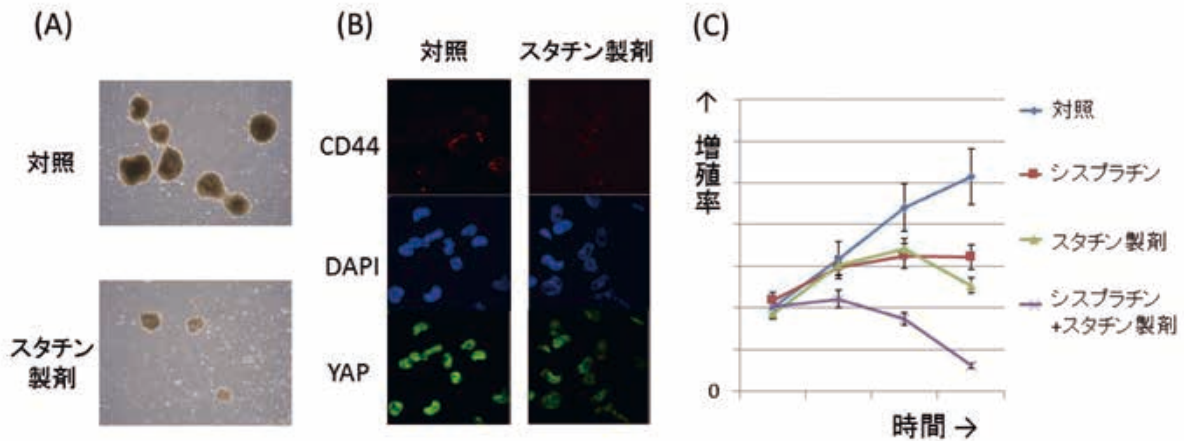 (A)
対照
スタチン
製剤
(B)
対照
スタチン製剤
CD44
DAPI
YAP
(C)
↑
増殖率
0
時間 →
対照
シスプラチン
スタチン製剤
シスプラチン
+スタチン製剤